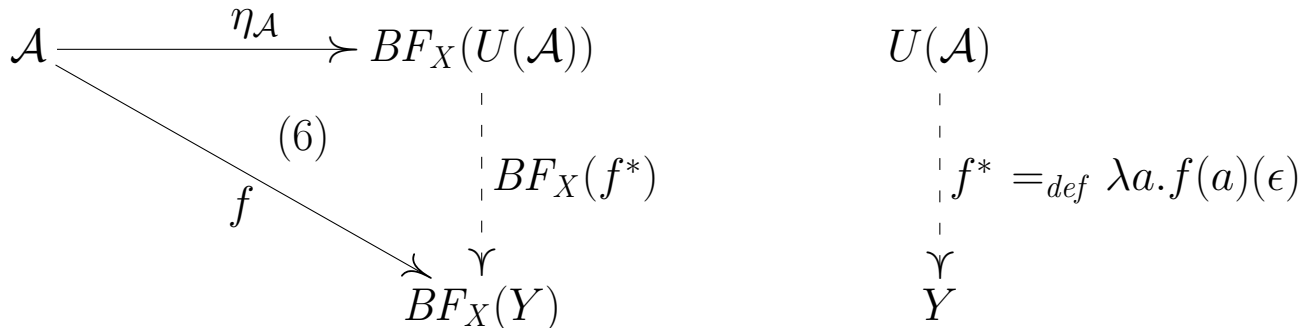 𝒜 η_𝒜 BF_X(U(𝒜)) U(𝒜)
(6) BF_X(f*) f* =_def λa.f(a)(ϵ)
f
BF_X(Y) Y